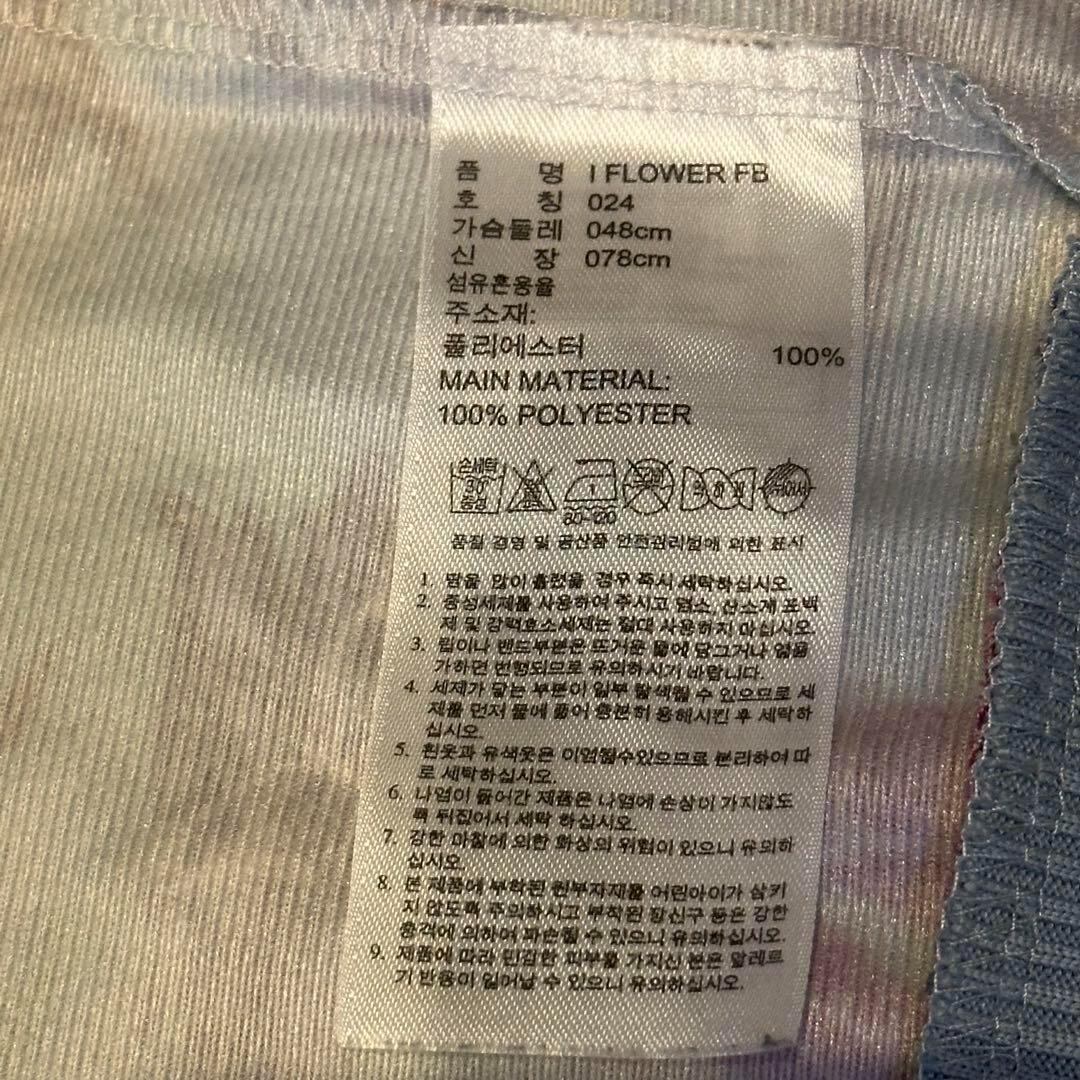 품 명 I FLOWER FB
호 칭 024
가슴둘레 048cm
신 장 078cm
섬유혼용율
주소재:
폴리에스터 100%
MAIN MATERIAL:
100% POLYESTER
손세탁 30° 중성 1 80~120
품질 경영 및 공산품 안전관리법에 의한 표시
1. 땀을 많이 흘렸을 경우 즉시 세탁하십시오.
2. 중성세제를 사용하여 주시고 염소, 산소계 표백
제 및 강력효소세제는 절대 사용하지 마십시오.
3. 립이나 밴드부분은 뜨거운 물에 담그거나 열을
가하면 변형되므로 유의하시기 바랍니다.
4. 세제가 닿는 부분이 일부 탈색될 수 있으므로 세
제를 먼저 물에 풀어 충분히 용해시킨 후 세탁하
십시오.
5. 흰옷과 유색옷은 이염될수있으므로 분리하여 따
로 세탁하십시오.
6. 나염이 들어간 제품은 나염에 손상이 가지않도
록 뒤집어서 세탁 하십시오.
7. 강한 마찰에 의한 화상의 위험이 있으니 유의하
십시오.
8. 본 제품에 부착된 원부자재를 어린아이가 삼키
지 않도록 주의하시고 부착된 장신구 등은 강한
충격에 의하여 파손될 수 있으니 유의하십시오.
9. 제품에 따라 민감한 피부를 가지신 분은 알레르
기 반응이 일어날 수 있으니 유의하십시오.